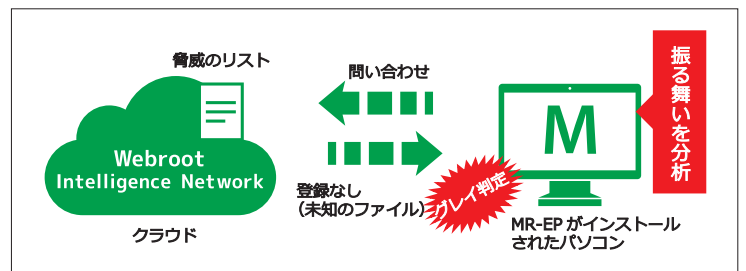 脅威のリスト
Webroot
Intelligence Network
クラウド
問い合わせ
登録なし
（未知のファイル）
グレイ判定
M
振る舞いを分析
MR-EP がインストール
されたパソコン